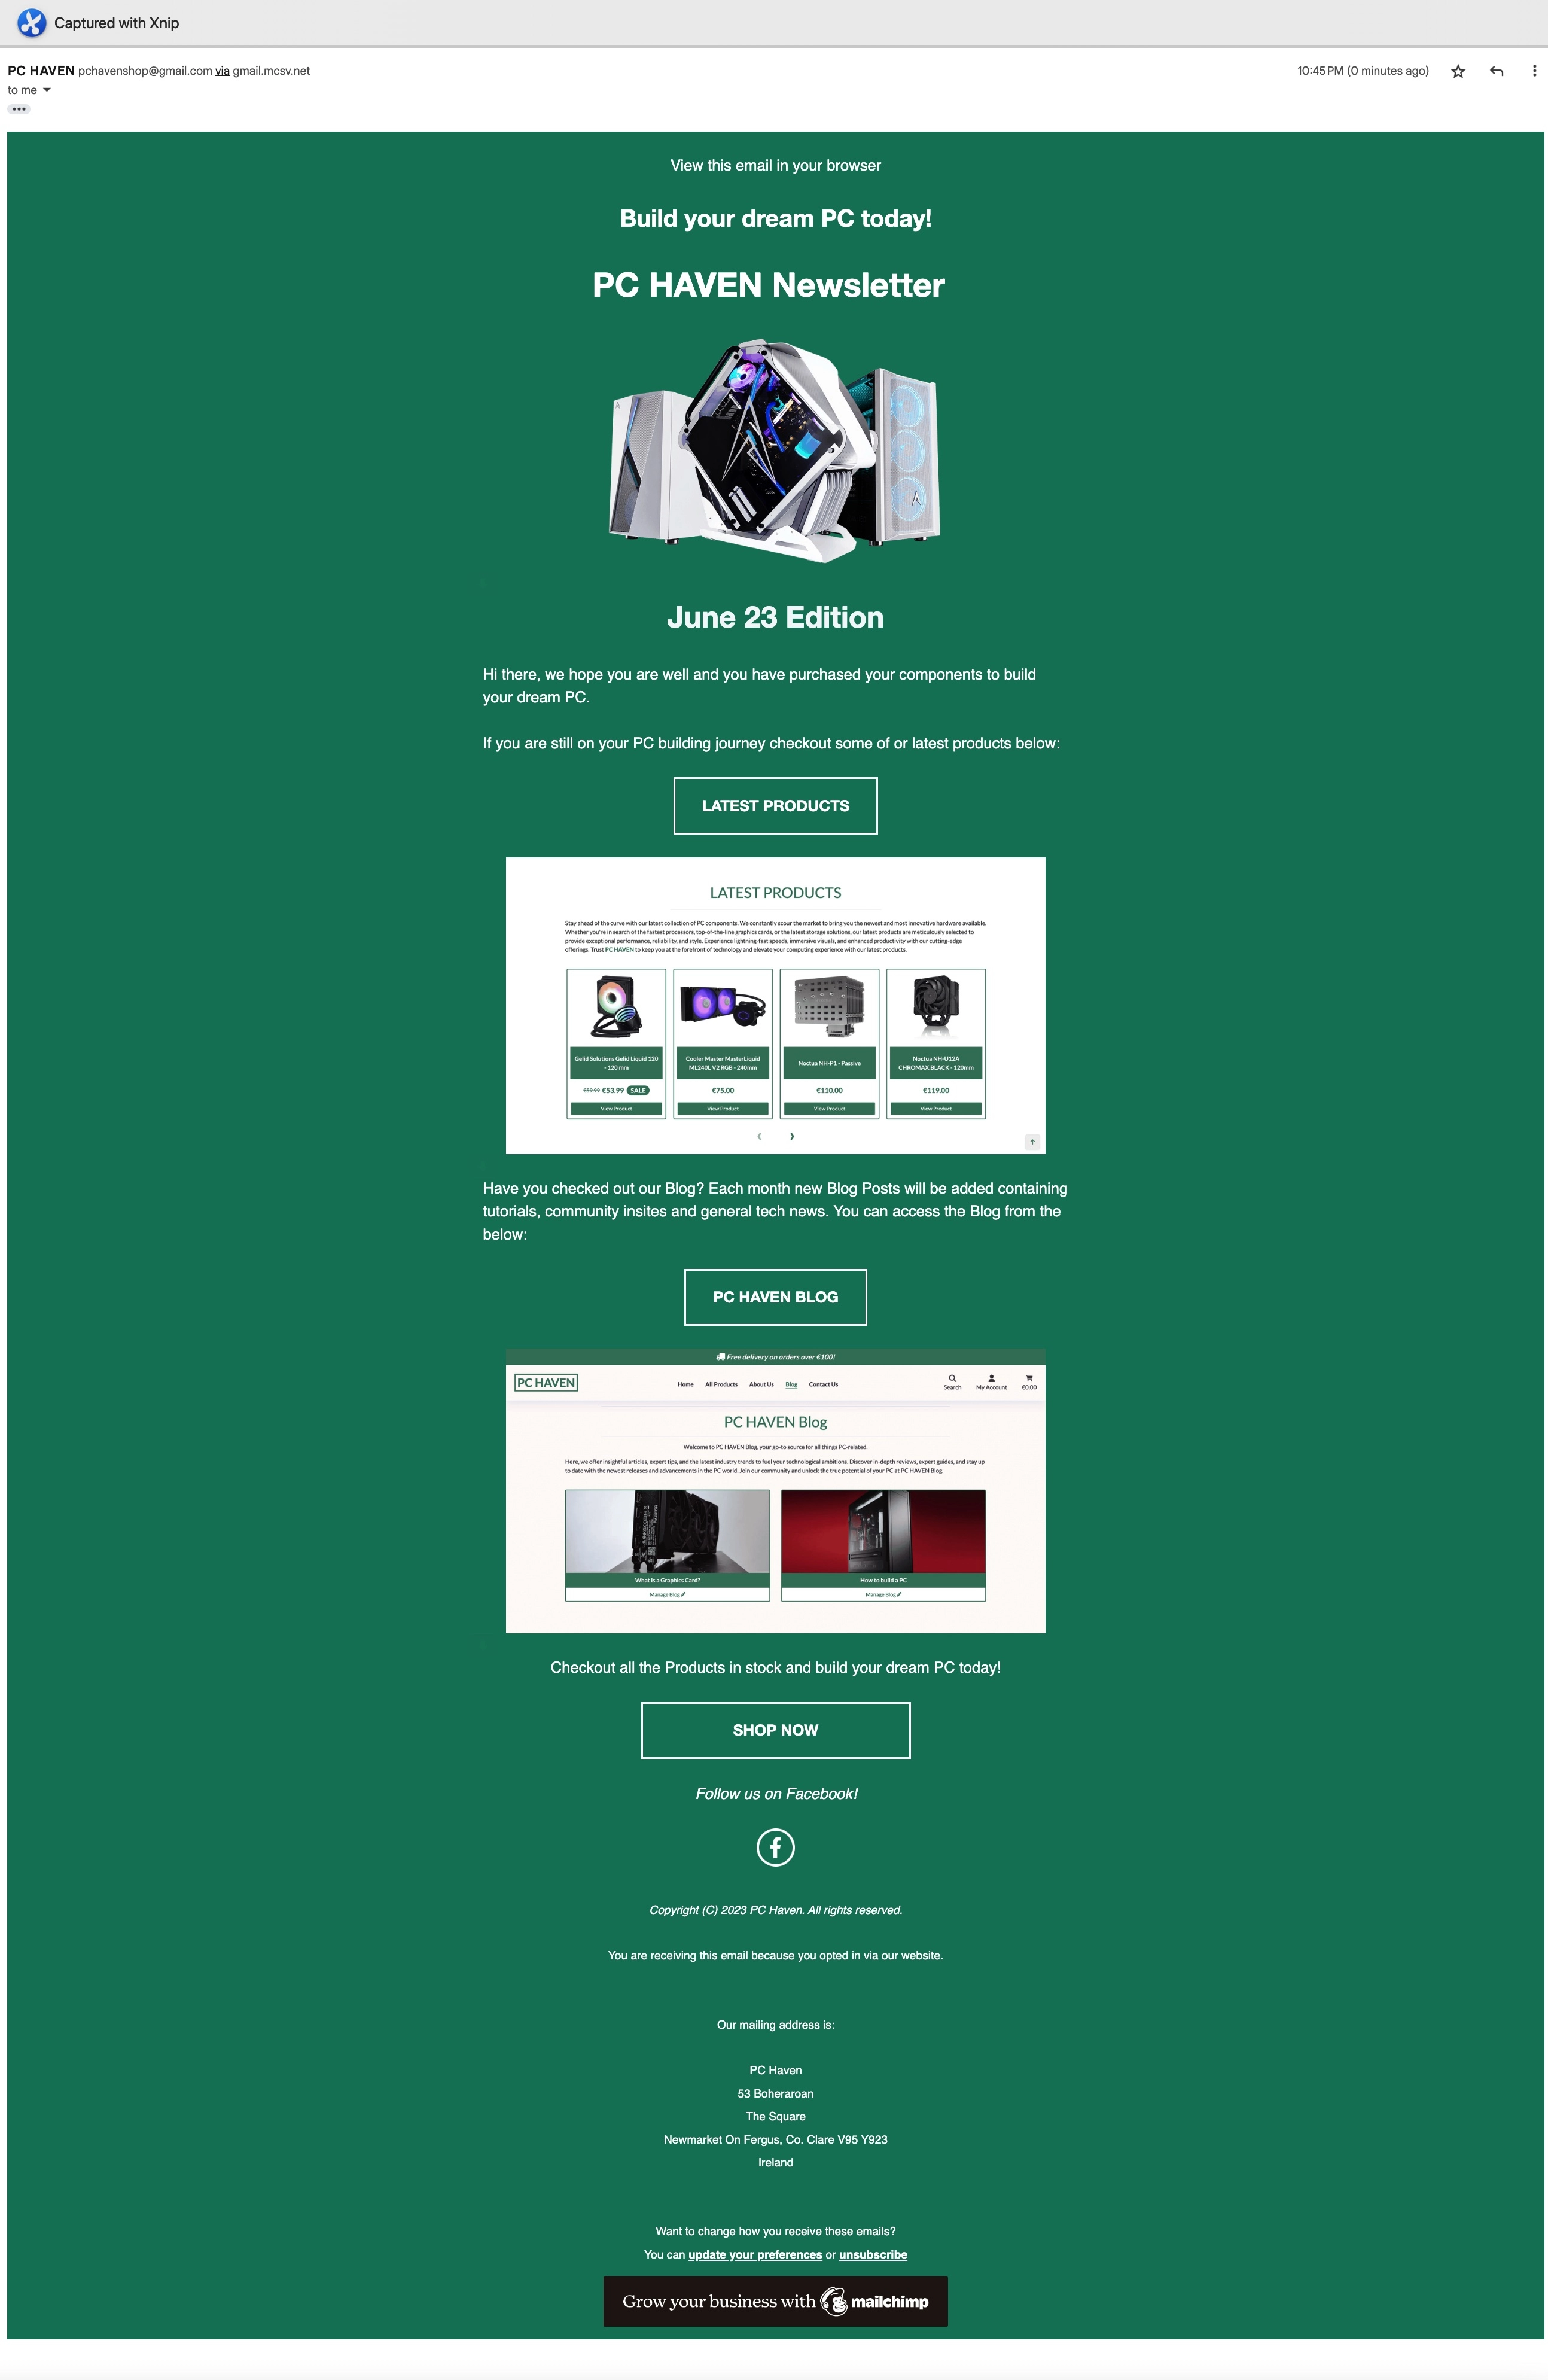 Captured with Xnip
PC HAVEN pchavenshop@gmail.com via gmail.mcsv.net
10:45 PM (0 minutes ago)
to me
View this email in your browser
Build your dream PC today!
PC HAVEN Newsletter
June 23 Edition
Hi there, we hope you are well and you have purchased your components to build
your dream PC.
If you are still on your PC building journey checkout some of or latest products below:
LATEST PRODUCTS
LATEST PRODUCTS
Stay ahead of the curve with our latest collection of PC components. We constantly scour the market to bring you the newest and most innovative hardware available.
Whether you're in search of the fastest processors, top-of-the-line graphics cards, or the latest storage solutions, our latest products are meticulously selected to
provide exceptional performance, reliability, and style. Experience lightning-fast speeds, immersive visuals, and enhanced productivity with our cutting-edge
offerings. Trust PC HAVEN to keep you at the forefront of technology and elevate your computing experience with our latest products.
Gelid Solutions Gelid Liquid 120
- 120 mm
Cooler Master MasterLiquid
ML240L V2 RGB - 240mm
Noctua NH-P1 - Passive
Noctua NH-U12A
CHROMAX.BLACK - 120mm
€59.99 €53.99 SALE
€75.00
€110.00
€119.00
View Product
View Product
View Product
View Product
Have you checked out our Blog? Each month new Blog Posts will be added containing
tutorials, community insites and general tech news. You can access the Blog from the
below:
PC HAVEN BLOG
Free delivery on orders over €100!
PC HAVEN
Home All Products About Us Blog Contact Us
Search My Account €0.00
PC HAVEN Blog
Welcome to PC HAVEN Blog, your go-to source for all things PC-related.
Here, we offer insightful articles, expert tips, and the latest industry trends to fuel your technological ambitions. Discover in-depth reviews, expert guides, and stay up
to date with the newest releases and advancements in the PC world. Join our community and unlock the true potential of your PC at PC HAVEN Blog.
What is a Graphics Card?
How to build a PC
Manage Blog
Manage Blog
Checkout all the Products in stock and build your dream PC today!
SHOP NOW
Follow us on Facebook!
Copyright (C) 2023 PC Haven. All rights reserved.
You are receiving this email because you opted in via our website.
Our mailing address is:
PC Haven
53 Boheraroan
The Square
Newmarket On Fergus, Co. Clare V95 Y923
Ireland
Want to change how you receive these emails?
You can update your preferences or unsubscribe
Grow your business with mailchimp